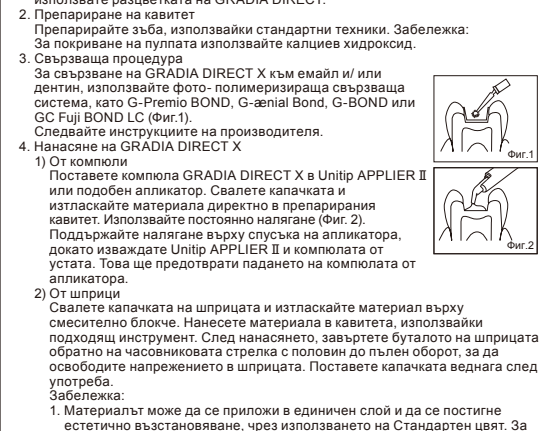 използвате разцветката на GRADIA DIRECT.
2. Препариране на кавитет
Препарирайте зъба, използвайки стандартни техники. Забележка:
За покриване на пулпата използвайте калциев хидроксид.
3. Свързваща процедура
За свързване на GRADIA DIRECT X към емайл и/ или
дентин, използвайте фото- полимеризираща свързваща
система, като G-Premio BOND, G-ænial Bond, G-BOND или
GC Fuji BOND LC (Фиг.1).
Следвайте инструкциите на производителя.
Фиг.1
4. Нанасяне на GRADIA DIRECT X
1) От компюли
Поставете компюла GRADIA DIRECT X в Unitip APPLIER II
или подобен апликатор. Свалете капачката и
изтласкайте материала директно в препарирания
кавитет. Използвайте постоянно налягане (Фиг. 2).
Поддържайте налягане върху спусъка на апликатора,
докато изваждате Unitip APPLIER II и компюлата от
устата. Това ще предотврати падането на компюлата от
апликатора.
Фиг.2
2) От шприци
Свалете капачката на шприцата и изтласкайте материал върху
смесително блокче. Нанесете материала в кавитета, използвайки
подходящ инструмент. След нанасянето, завъртете буталото на шприцата
обратно на часовниковата стрелка с половин до пълен оборот, за да
освободите напрежението в шприцата. Поставете капачката веднага след
употреба.
Забележка:
1. Материалът може да се приложи в единичен слой и да се постигне
естетично възстановяване, чрез използването на Стандартен цвят. За